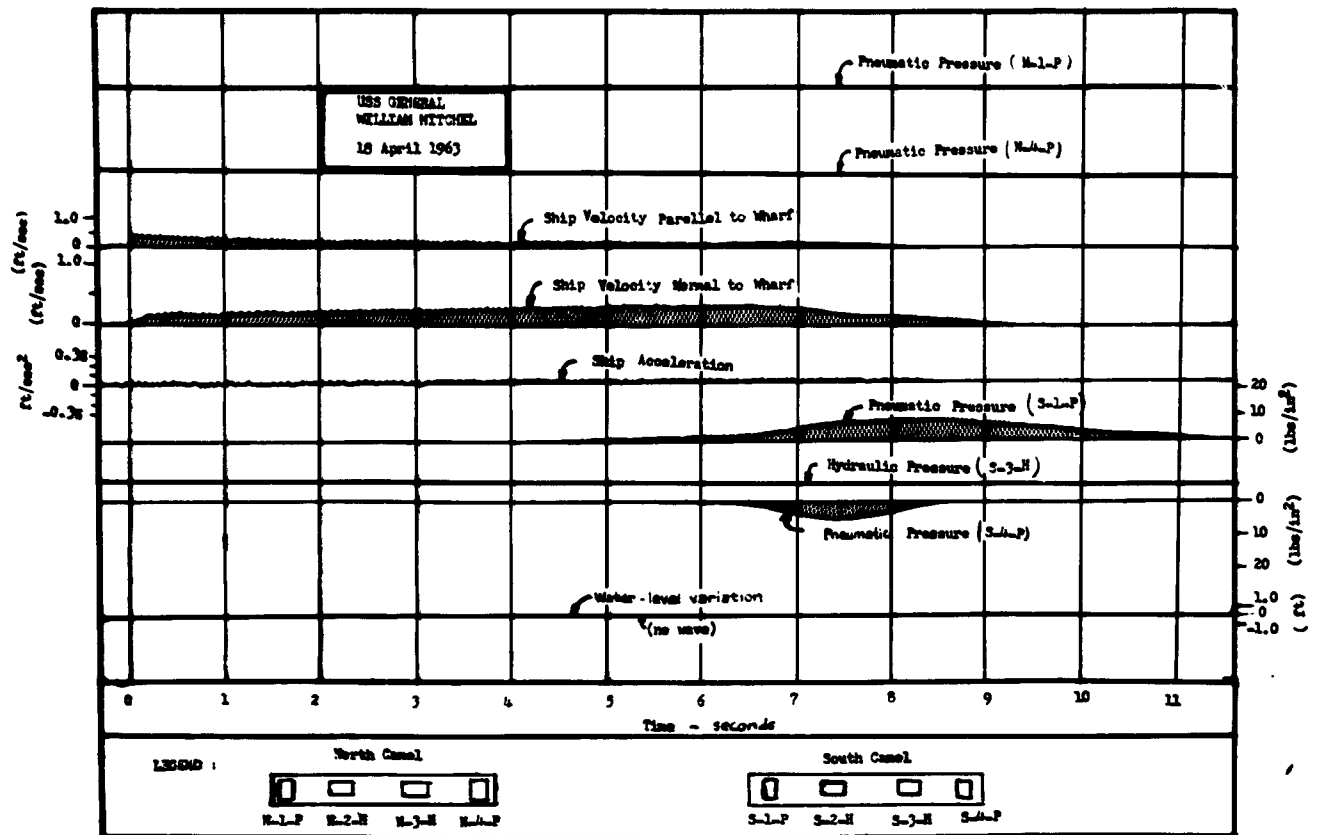 Pneumatic Pressure (N-1-P)
USS GENERAL
WILLIAM MITCHEL
18 April 1963
Pneumatic Pressure (N-4-P)
(ft/sec)
1.0
0
Ship Velocity Parellel to Wharf
(ft/sec)
1.0
0
Ship Velocity Normal to Wharf
ft/sec²
0.38
0
-0.38
Ship Acceleration
20
10
0
(lbs/in²)
Pneumatic Pressure (S-1-P)
Hydraulic Pressure (S-3-H)
0
10
20
(lbs/in²)
Pneumatic Pressure (S-4-P)
Water-level variation
(no wave)
1.0
0
-1.0
(ft)
0 1 2 3 4 5 6 7 8 9 10 11
Time - seconds
LEGEND :
North Camel
N-1-P N-2-H N-3-H N-4-P
South Camel
S-1-P S-2-H S-3-H S-4-P